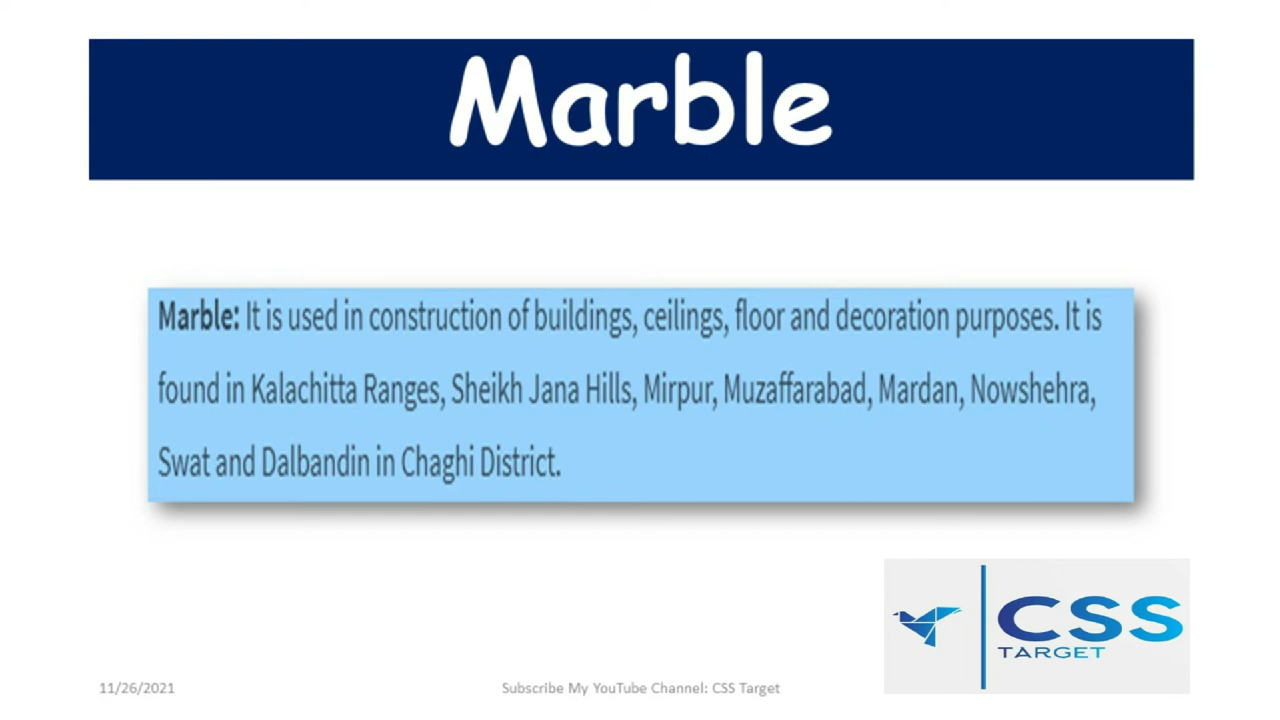 Marble
Marble: It is used in construction of buildings, ceilings, floor and decoration purposes. It is
found in Kalachitta Ranges, Sheikh Jana Hills, Mirpur, Muzaffarabad, Mardan, Nowshehra,
Swat and Dalbandin in Chaghi District.
CSS
TARGET
11/26/2021
Subscribe My YouTube Channel: CSS Target